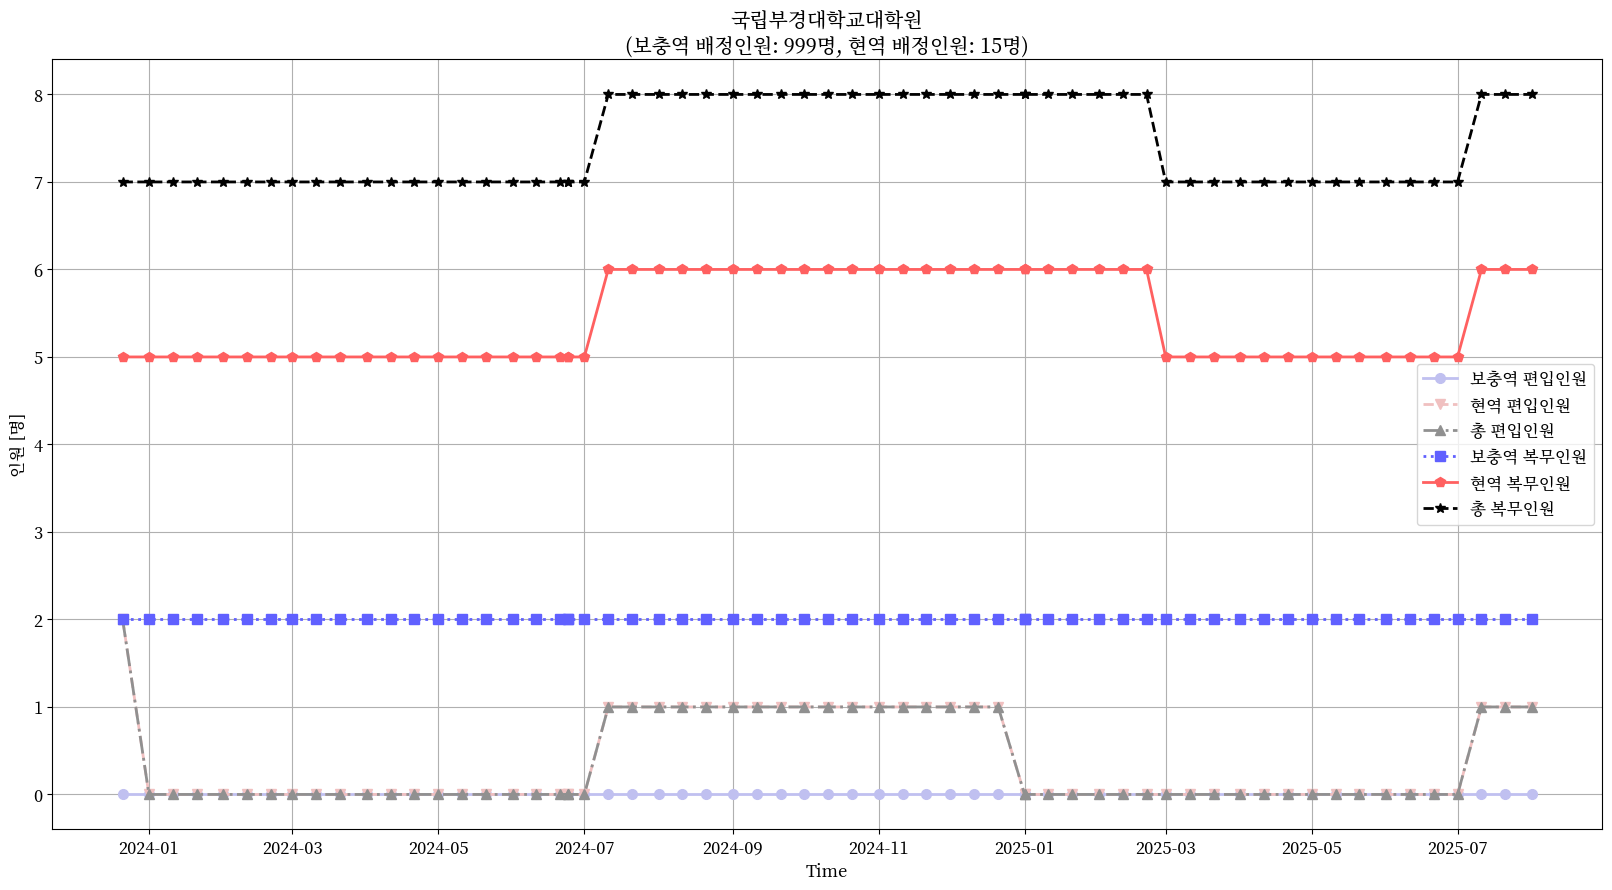 국립부경대학교대학원
(보충역 배정인원: 999명, 현역 배정인원: 15명)
8
7
6
5
4
3
2
1
0
인원 [명]
보충역 편입인원
현역 편입인원
총 편입인원
보충역 복무인원
현역 복무인원
총 복무인원
2024-01
2024-03
2024-05
2024-07
2024-09
2024-11
2025-01
2025-03
2025-05
2025-07
Time